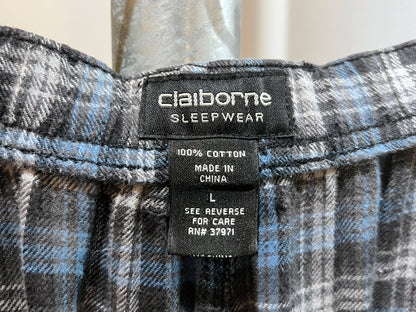 claiborne
SLEEPWEAR
100% COTTON
MADE IN
CHINA
L
SEE REVERSE
FOR CARE
RN# 37971